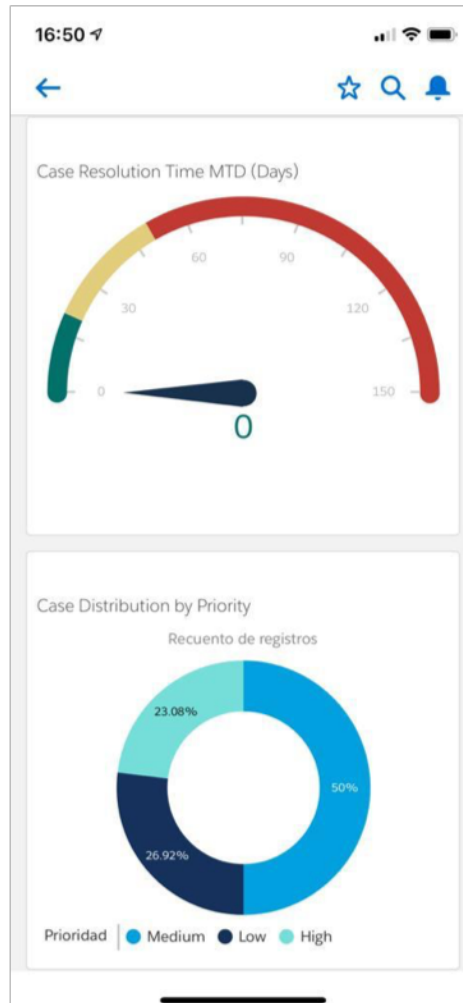 16:50
Case Resolution Time MTD (Days)
60 90
30 120
0 150
0
Case Distribution by Priority
Recuento de registros
23.08%
50%
26.92%
Prioridad Medium Low High